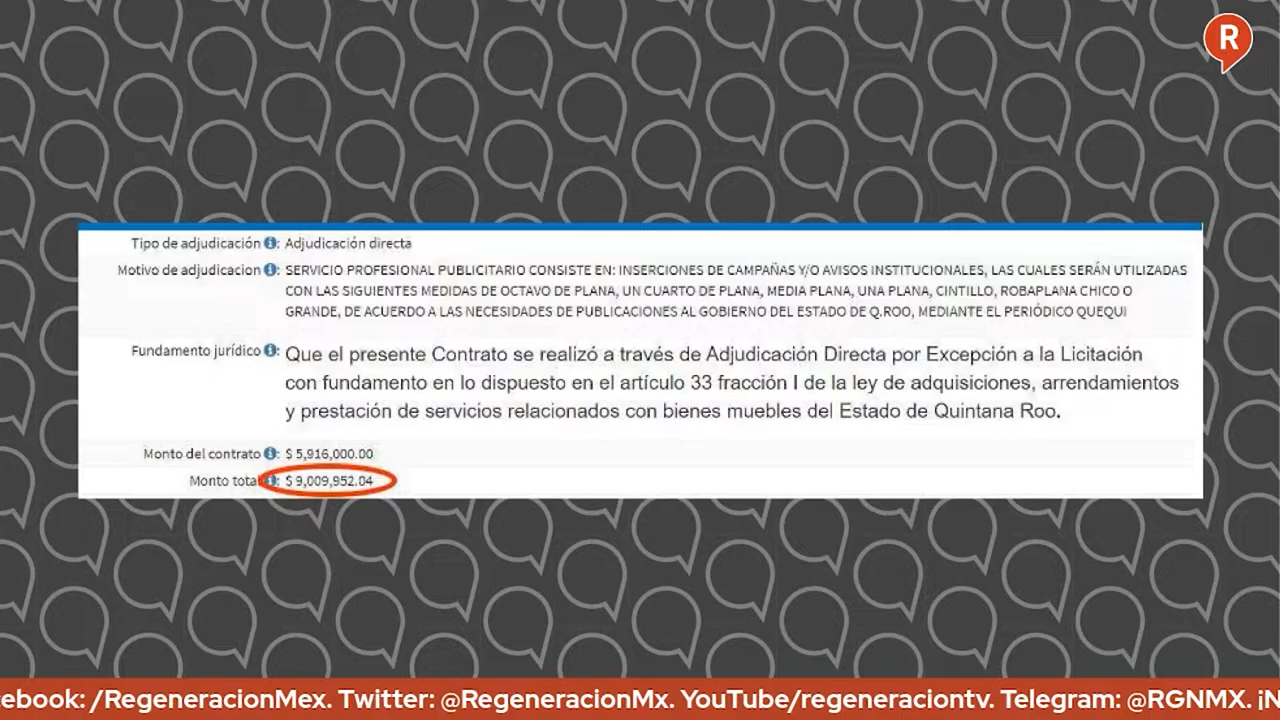 R
Tipo de adjudicación : Adjudicación directa
Motivo de adjudicacion : SERVICIO PROFESIONAL PUBLICITARIO CONSISTE EN: INSERCIONES DE CAMPAÑAS Y/O AVISOS INSTITUCIONALES, LAS CUALES SERÁN UTILIZADAS
CON LAS SIGUIENTES MEDIDAS DE OCTAVO DE PLANA, UN CUARTO DE PLANA, MEDIA PLANA, UNA PLANA, CINTILLO, ROBAPLANA CHICO O
GRANDE, DE ACUERDO A LAS NECESIDADES DE PUBLICACIONES AL GOBIERNO DEL ESTADO DE Q.ROO, MEDIANTE EL PERIÓDICO QUEQUI
Fundamento jurídico : Que el presente Contrato se realizó a través de Adjudicación Directa por Excepción a la Licitación
con fundamento en lo dispuesto en el artículo 33 fracción I de la ley de adquisiciones, arrendamientos
y prestación de servicios relacionados con bienes muebles del Estado de Quintana Roo.
Monto del contrato : $ 5,916,000.00
Monto total : $ 9,009,952.04
cebook: /RegeneracionMex. Twitter: @RegeneracionMx. YouTube/regeneraciontv. Telegram: @RGNMX. ¡N